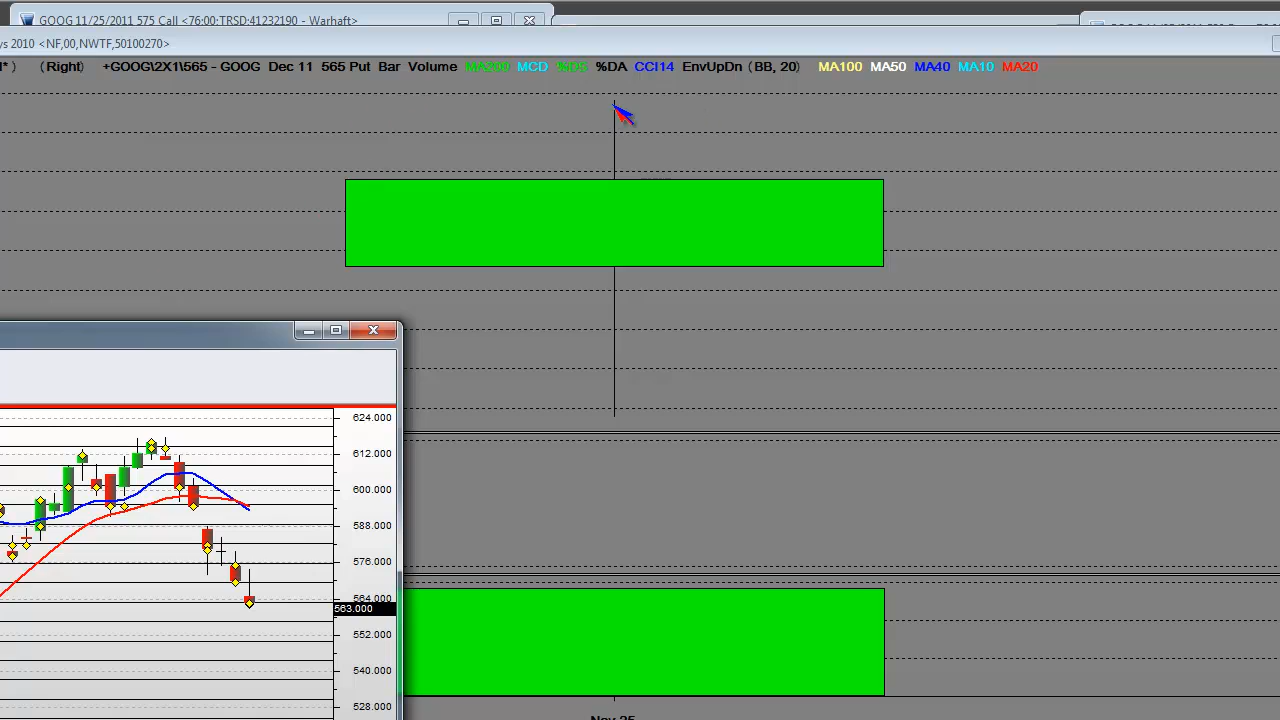 GOOG 11/25/2011 575 Call <76:00:TRSD:41232190 - Warhaft>
ys 2010 <NF,00,NWTF,50100270>
l* ) (Right) +GOOG\2X1\565 - GOOG Dec 11 565 Put Bar Volume MA200 MCD %DS %DA CCI14 EnvUpDn (BB, 20) MA100 MA50 MA40 MA10 MA20
624.000
612.000
600.000
588.000
576.000
564.000
563.000
552.000
540.000
528.000
Nov 25